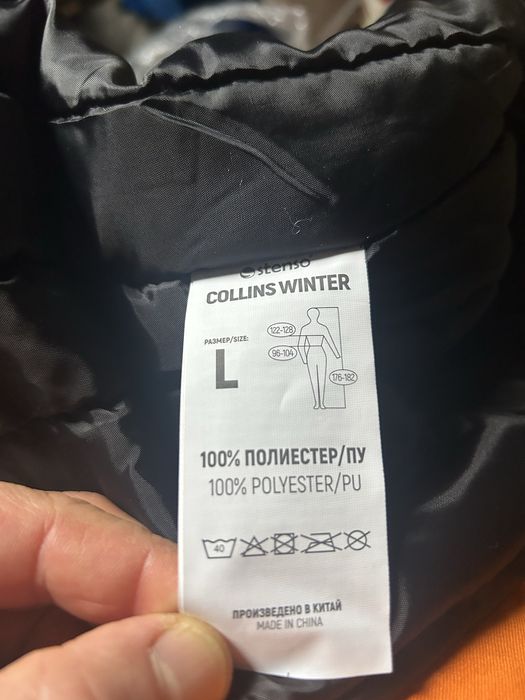 stenso
COLLINS WINTER
РАЗМЕР/SIZE:
L
122-128
96-104
176-182
100% ПОЛИЕСТЕР/ПУ
100% POLYESTER/PU
40
ПРОИЗВЕДЕНО В КИТАЙ
MADE IN CHINA